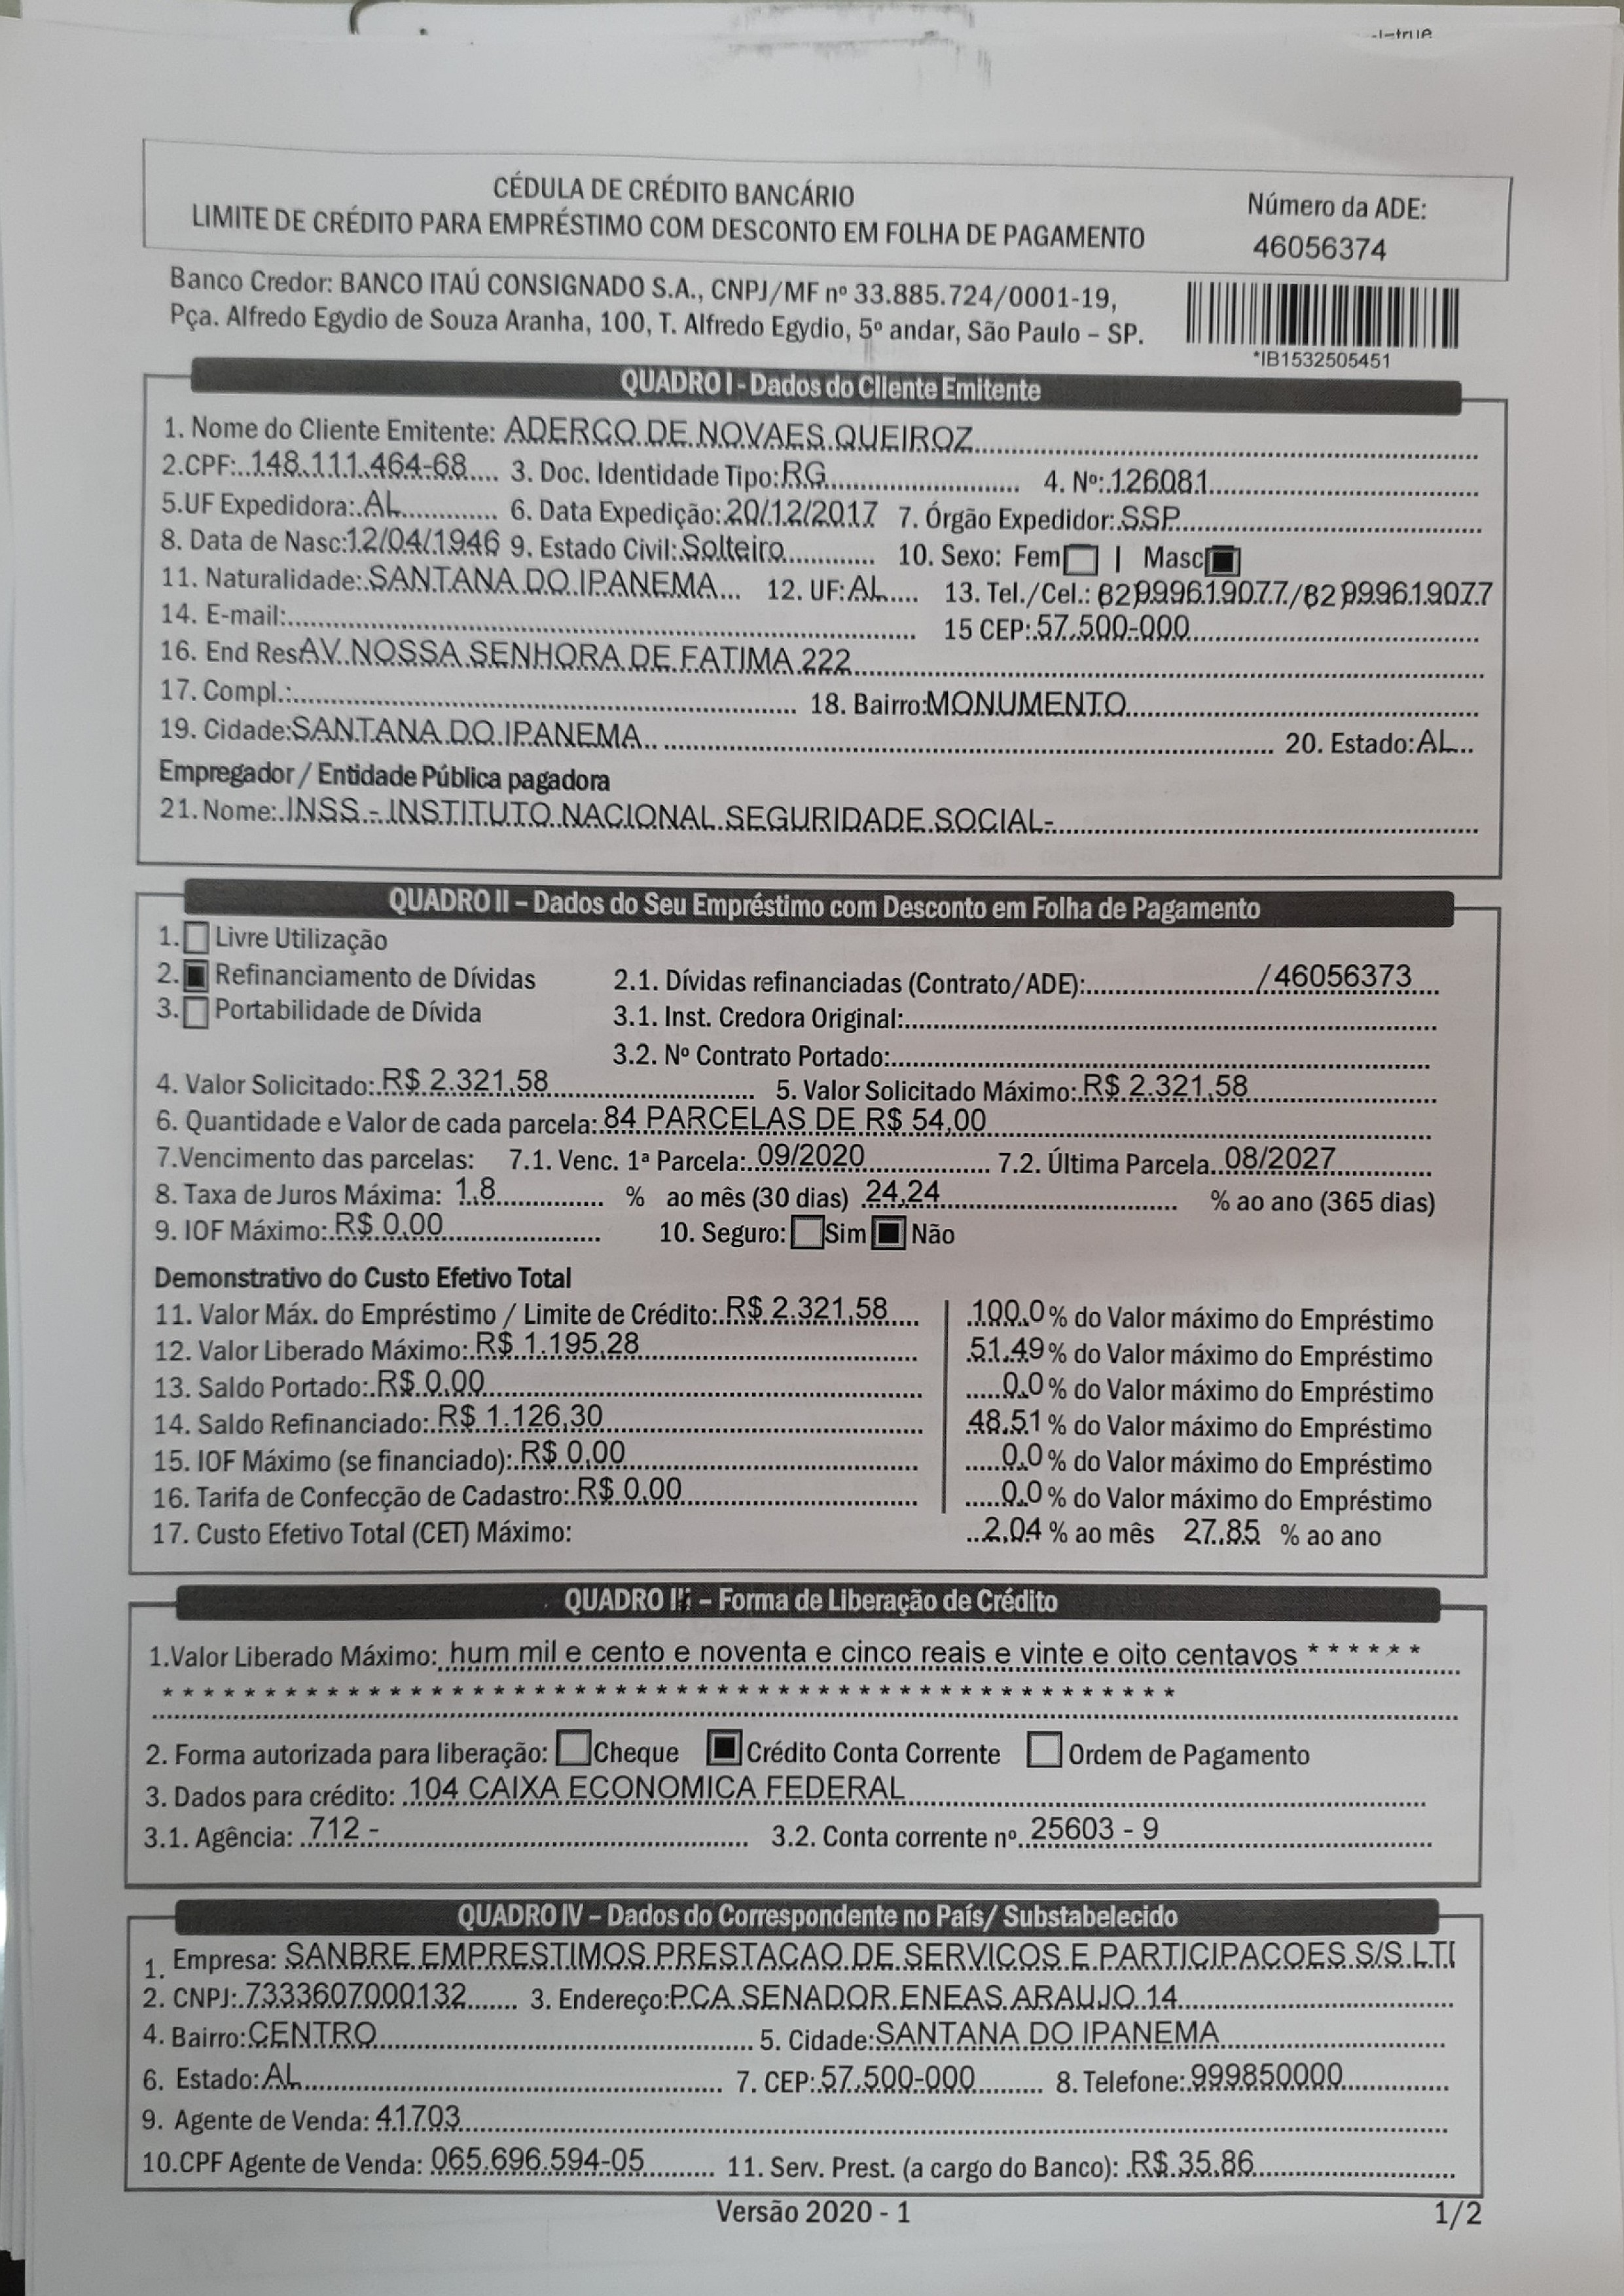 CÉDULA DE CRÉDITO BANCÁRIO
LIMITE DE CRÉDITO PARA EMPRÉSTIMO COM DESCONTO EM FOLHA DE PAGAMENTO
Número da ADE:
46056374
Banco Credor: BANCO ITAÚ CONSIGNADO S.A., CNPJ/MF nº 33.885.724/0001-19,
Pça. Alfredo Egydio de Souza Aranha, 100, T. Alfredo Egydio, 5º andar, São Paulo – SP.
*IB1532505451
QUADRO I - Dados do Cliente Emitente
1. Nome do Cliente Emitente: ADERCO DE NOVAES QUEIROZ
2.CPF: 148.111.464-68 3. Doc. Identidade Tipo: RG 4. Nº: 126081
5.UF Expedidora: AL 6. Data Expedição: 20/12/2017 7. Órgão Expedidor: SSP
8. Data de Nasc: 12/04/1946 9. Estado Civil: Solteiro 10. Sexo: Fem | Masc
11. Naturalidade: SANTANA DO IPANEMA 12. UF: AL 13. Tel./Cel.: (82)999619077/82)999619077
14. E-mail: 15 CEP: 57.500-000
16. End Res: AV NOSSA SENHORA DE FATIMA 222
17. Compl.: 18. Bairro: MONUMENTO
19. Cidade: SANTANA DO IPANEMA 20. Estado: AL
Empregador / Entidade Pública pagadora
21. Nome: INSS - INSTITUTO NACIONAL SEGURIDADE SOCIAL-
QUADRO II – Dados do Seu Empréstimo com Desconto em Folha de Pagamento
1. Livre Utilização
2. Refinanciamento de Dívidas 2.1. Dívidas refinanciadas (Contrato/ADE): /46056373
3. Portabilidade de Dívida 3.1. Inst. Credora Original:
3.2. Nº Contrato Portado:
4. Valor Solicitado: R$ 2.321,58 5. Valor Solicitado Máximo: R$ 2.321,58
6. Quantidade e Valor de cada parcela: 84 PARCELAS DE R$ 54,00
7.Vencimento das parcelas: 7.1. Venc. 1ª Parcela: 09/2020 7.2. Última Parcela 08/2027
8. Taxa de Juros Máxima: 1,8 % ao mês (30 dias) 24,24 % ao ano (365 dias)
9. IOF Máximo: R$ 0,00 10. Seguro: Sim Não
Demonstrativo do Custo Efetivo Total
11. Valor Máx. do Empréstimo / Limite de Crédito: R$ 2.321,58 100,0 % do Valor máximo do Empréstimo
12. Valor Liberado Máximo: R$ 1.195,28 51,49 % do Valor máximo do Empréstimo
13. Saldo Portado: R$ 0,00 0,0 % do Valor máximo do Empréstimo
14. Saldo Refinanciado: R$ 1.126,30 48,51 % do Valor máximo do Empréstimo
15. IOF Máximo (se financiado): R$ 0,00 0,0 % do Valor máximo do Empréstimo
16. Tarifa de Confecção de Cadastro: R$ 0,00 0,0 % do Valor máximo do Empréstimo
17. Custo Efetivo Total (CET) Máximo: 2,04 % ao mês 27,85 % ao ano
QUADRO III – Forma de Liberação de Crédito
1.Valor Liberado Máximo: hum mil e cento e noventa e cinco reais e vinte e oito centavos * * * * * *
* * * * * * * * * * * * * * * * * * * * * * * * * * * * * * * * * * * * * * * * * * * * * * * * * * * * * *
2. Forma autorizada para liberação: Cheque Crédito Conta Corrente Ordem de Pagamento
3. Dados para crédito: 104 CAIXA ECONOMICA FEDERAL
3.1. Agência: 712 - 3.2. Conta corrente nº 25603 - 9
QUADRO IV – Dados do Correspondente no País/ Substabelecido
1. Empresa: SANBRE EMPRESTIMOS PRESTACAO DE SERVICOS E PARTICIPACOES S/S LT
2. CNPJ: 7333607000132 3. Endereço: PCA SENADOR ENEAS ARAUJO 14
4. Bairro: CENTRO 5. Cidade: SANTANA DO IPANEMA
6. Estado: AL 7. CEP: 57.500-000 8. Telefone: 999850000
9. Agente de Venda: 41703
10.CPF Agente de Venda: 065.696.594-05 11. Serv. Prest. (a cargo do Banco): R$ 35,86
Versão 2020 - 1 1/2